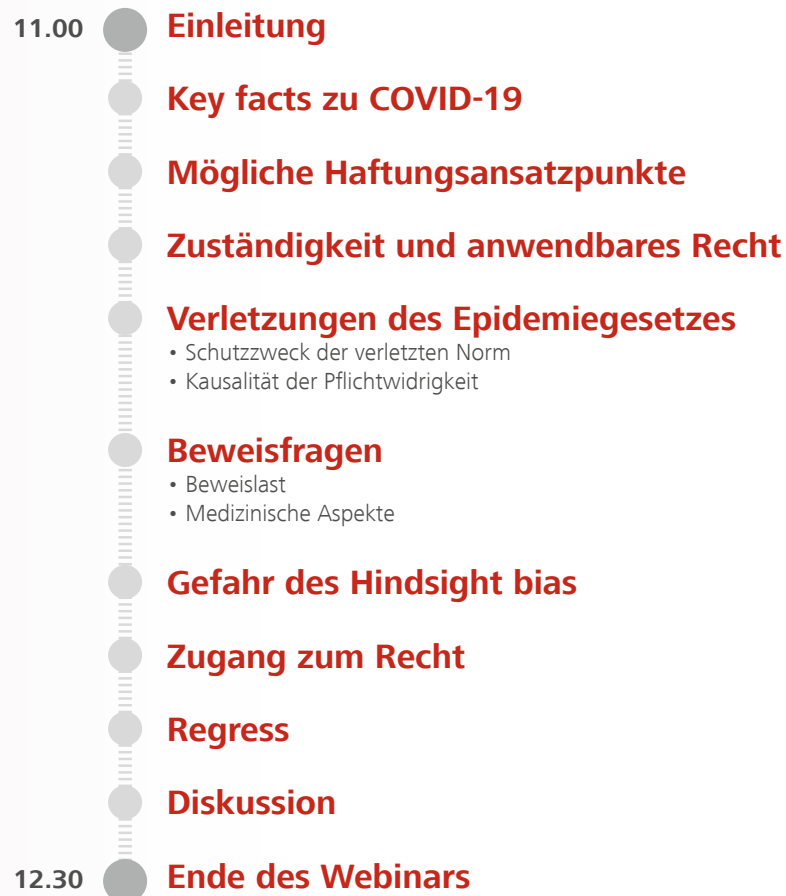 11.00 Einleitung
Key facts zu COVID-19
Mögliche Haftungsansatzpunkte
Zuständigkeit und anwendbares Recht
Verletzungen des Epidemiegesetzes
• Schutzzweck der verletzten Norm
• Kausalität der Pflichtwidrigkeit
Beweisfragen
• Beweislast
• Medizinische Aspekte
Gefahr des Hindsight bias
Zugang zum Recht
Regress
Diskussion
12.30 Ende des Webinars